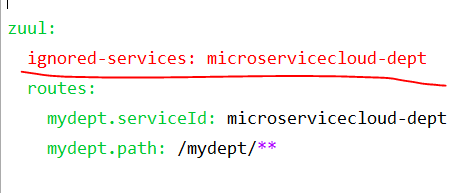 zuul:
ignored-services: microservicecloud-dept
routes:
mydept.serviceId: microservicecloud-dept
mydept.path: /mydept/**